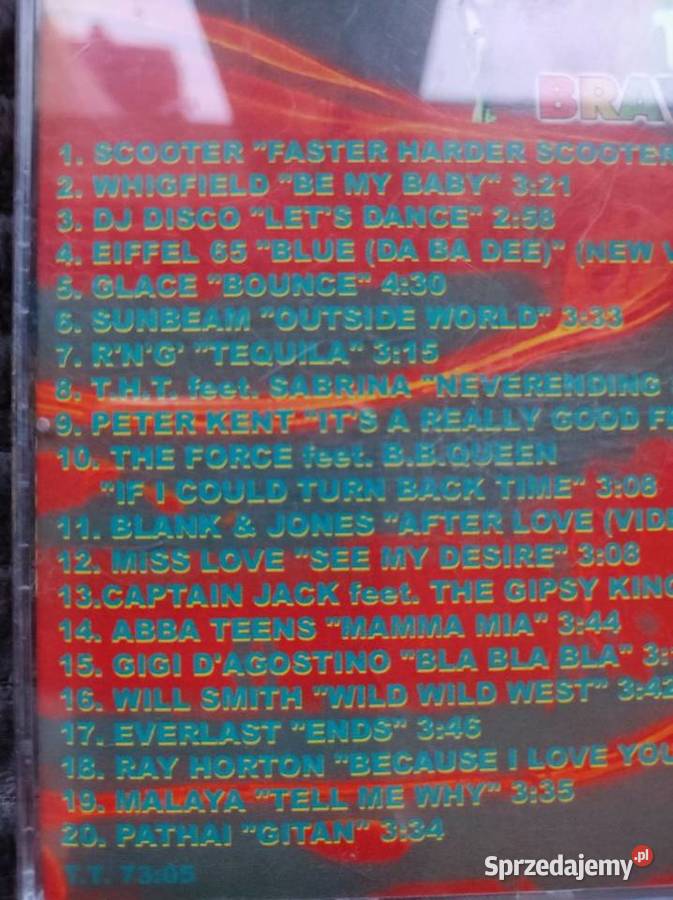 T
BRAV
1. SCOOTER "FASTER HARDER SCOOTER
2. WHIGFIELD "BE MY BABY" 3:21
3. DJ DISCO "LET'S DANCE" 2:58
4. EIFFEL 65 "BLUE (DA BA DEE)" (NEW V
5. GLACE "BOUNCE" 4:30
6. SUNBEAM "OUTSIDE WORLD" 3:33
7. R'N'G' "TEQUILA" 3:15
8. T.H.T. feat. SABRINA "NEVERENDING
9. PETER KENT "IT'S A REALLY GOOD FE
10. THE FORCE feat. B.B.QUEEN
"IF I COULD TURN BACK TIME" 3:08
11. BLANK & JONES "AFTER LOVE (VIDE
12. MISS LOVE "SEE MY DESIRE" 3:08
13.CAPTAIN JACK feat. THE GIPSY KING
14. ABBA TEENS "MAMMA MIA" 3:44
15. GIGI D'AGOSTINO "BLA BLA BLA" 3:1
16. WILL SMITH "WILD WILD WEST" 3:42
17. EVERLAST "ENDS" 3:46
18. RAY HORTON "BECAUSE I LOVE YOU
19. MALAYA "TELL ME WHY" 3:35
20. PATHAI "GITAN" 3:34
T.T. 73:05
Sprzedajemy.pl